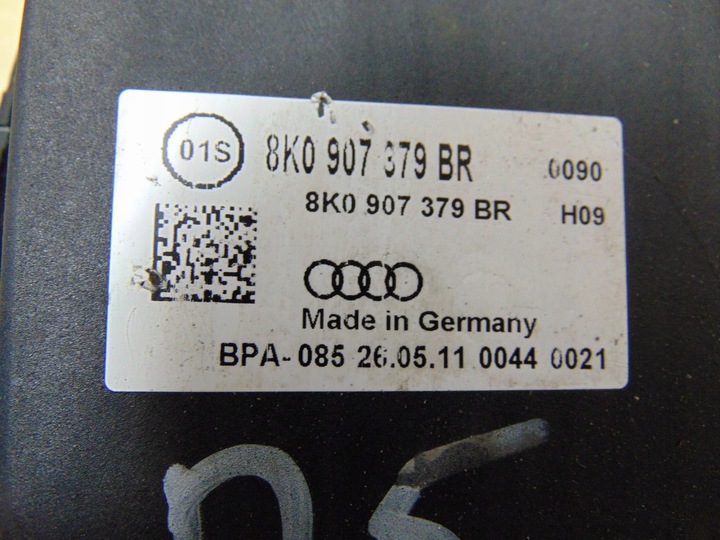 01S 8K0 907 379 BR 0090
8K0 907 379 BR H09
Made in Germany
BPA-085 26.05.11 0044 0021